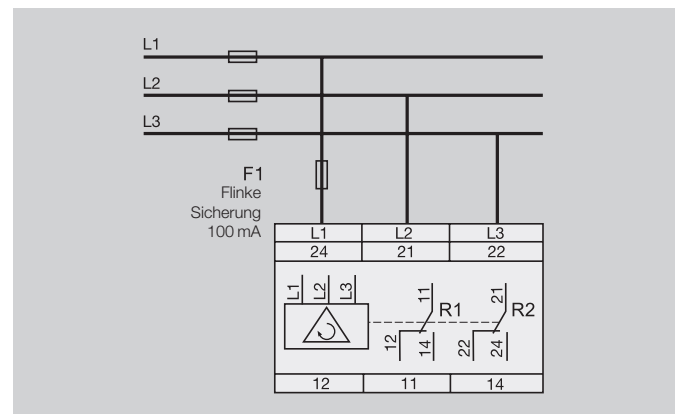 L1
L2
L3
F1
Flinke
Sicherung
100 mA
L1 L2 L3
24 21 22
L1 L2 L3
11 R1 21 R2
12 14 22 24
12 11 14